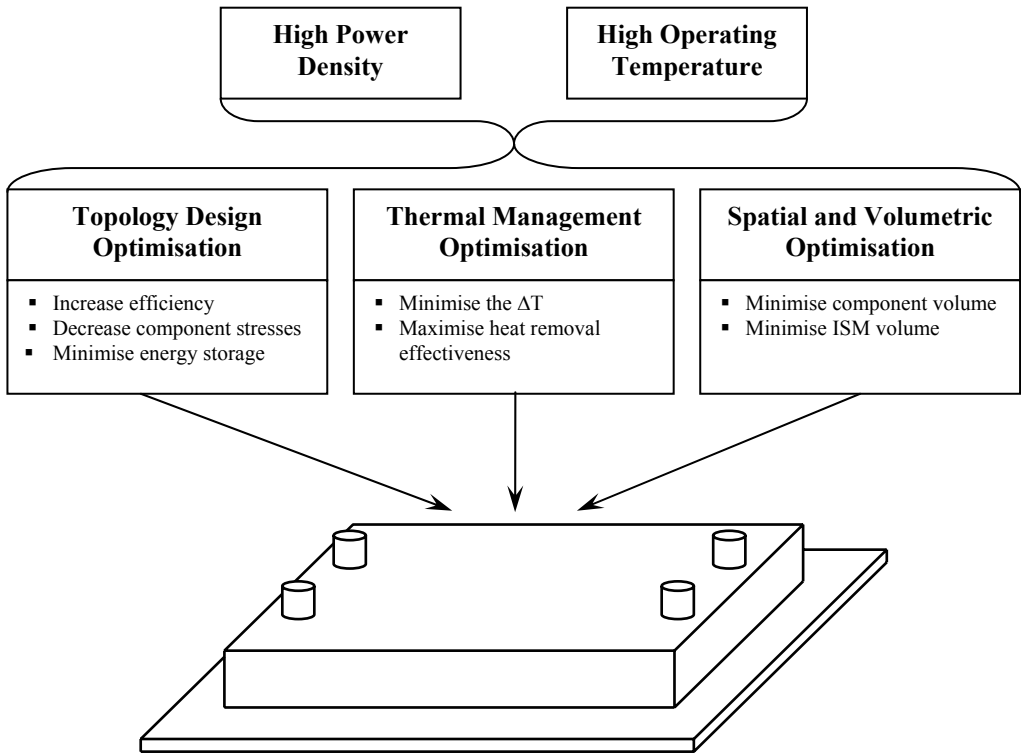 High Power
Density
High Operating
Temperature
Topology Design
Optimisation
▪ Increase efficiency
▪ Decrease component stresses
▪ Minimise energy storage
Thermal Management
Optimisation
▪ Minimise the ΔT
▪ Maximise heat removal
effectiveness
Spatial and Volumetric
Optimisation
▪ Minimise component volume
▪ Minimise ISM volume